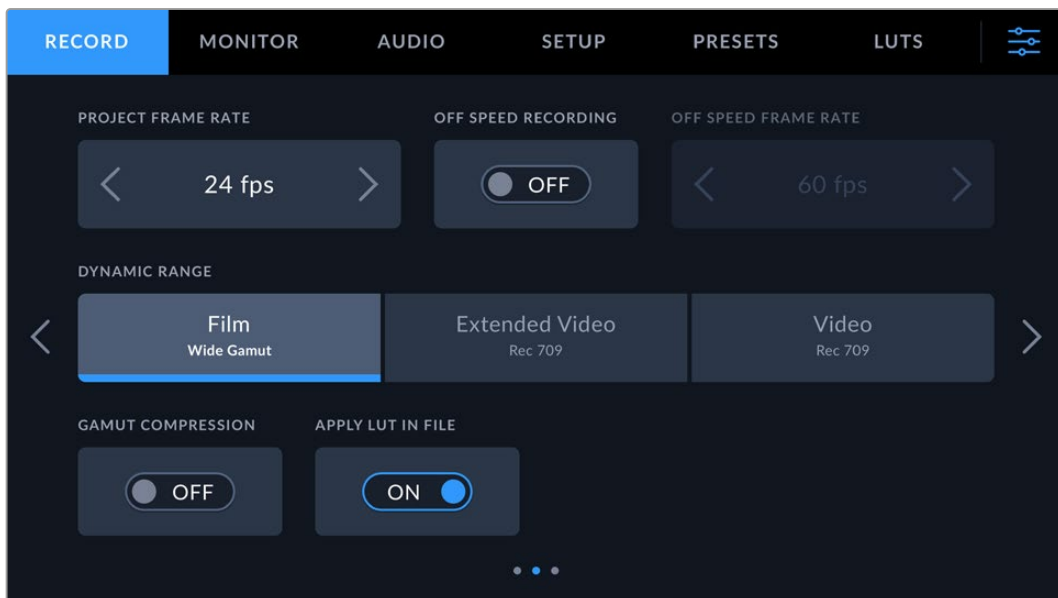 RECORD MONITOR AUDIO SETUP PRESETS LUTS
PROJECT FRAME RATE OFF SPEED RECORDING OFF SPEED FRAME RATE
24 fps OFF 60 fps
DYNAMIC RANGE
Film Extended Video Video
Wide Gamut Rec 709 Rec 709
GAMUT COMPRESSION APPLY LUT IN FILE
OFF ON